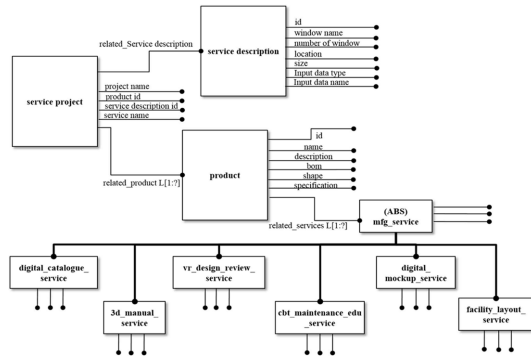 id
window name
number of window
location
size
Input data type
Input data name
related_Service description
service description
service project
project name
product id
service description id
service name
related_product L[1:?]
product
id
name
description
bom
shape
specification
related_services L[1:?]
(ABS)
mfg_service
digital_catalogue_
service
vr_design_review_
service
digital_
mockup_service
3d_manual_
service
cbt_maintenance_edu
_service
facility_layout_
service